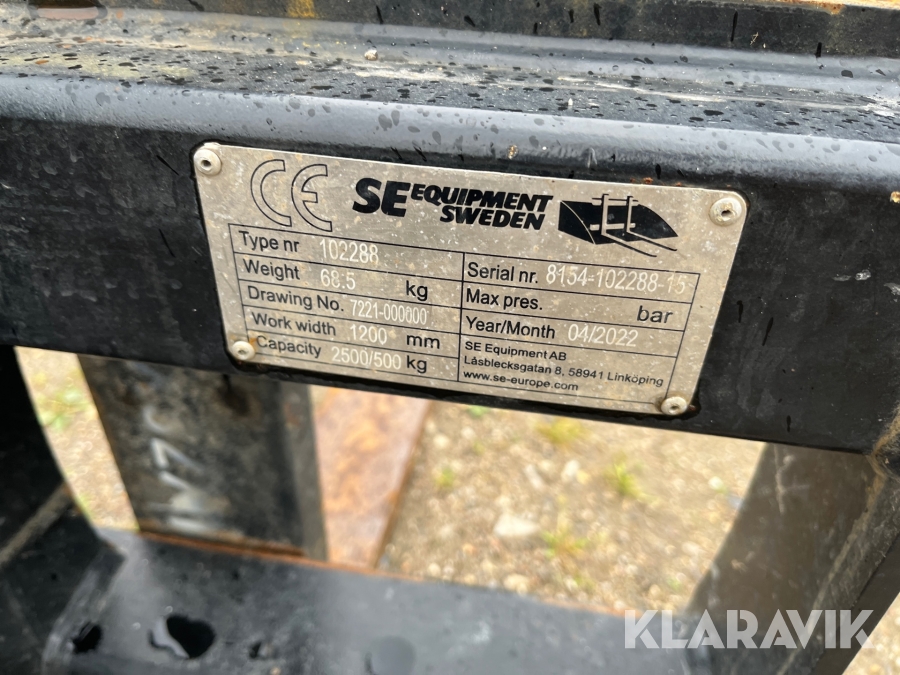 CE SE EQUIPMENT SWEDEN
Type nr 102288
Weight 68.5 kg
Drawing No. 7221-000000
Work width 1200 mm
Capacity 2500/500 kg
Serial nr. 8154-102288-15
Max pres. bar
Year/Month 04/2022
SE Equipment AB
Låsblecksgatan 8, 58941 Linköping
www.se-europe.com
KLARAVIK